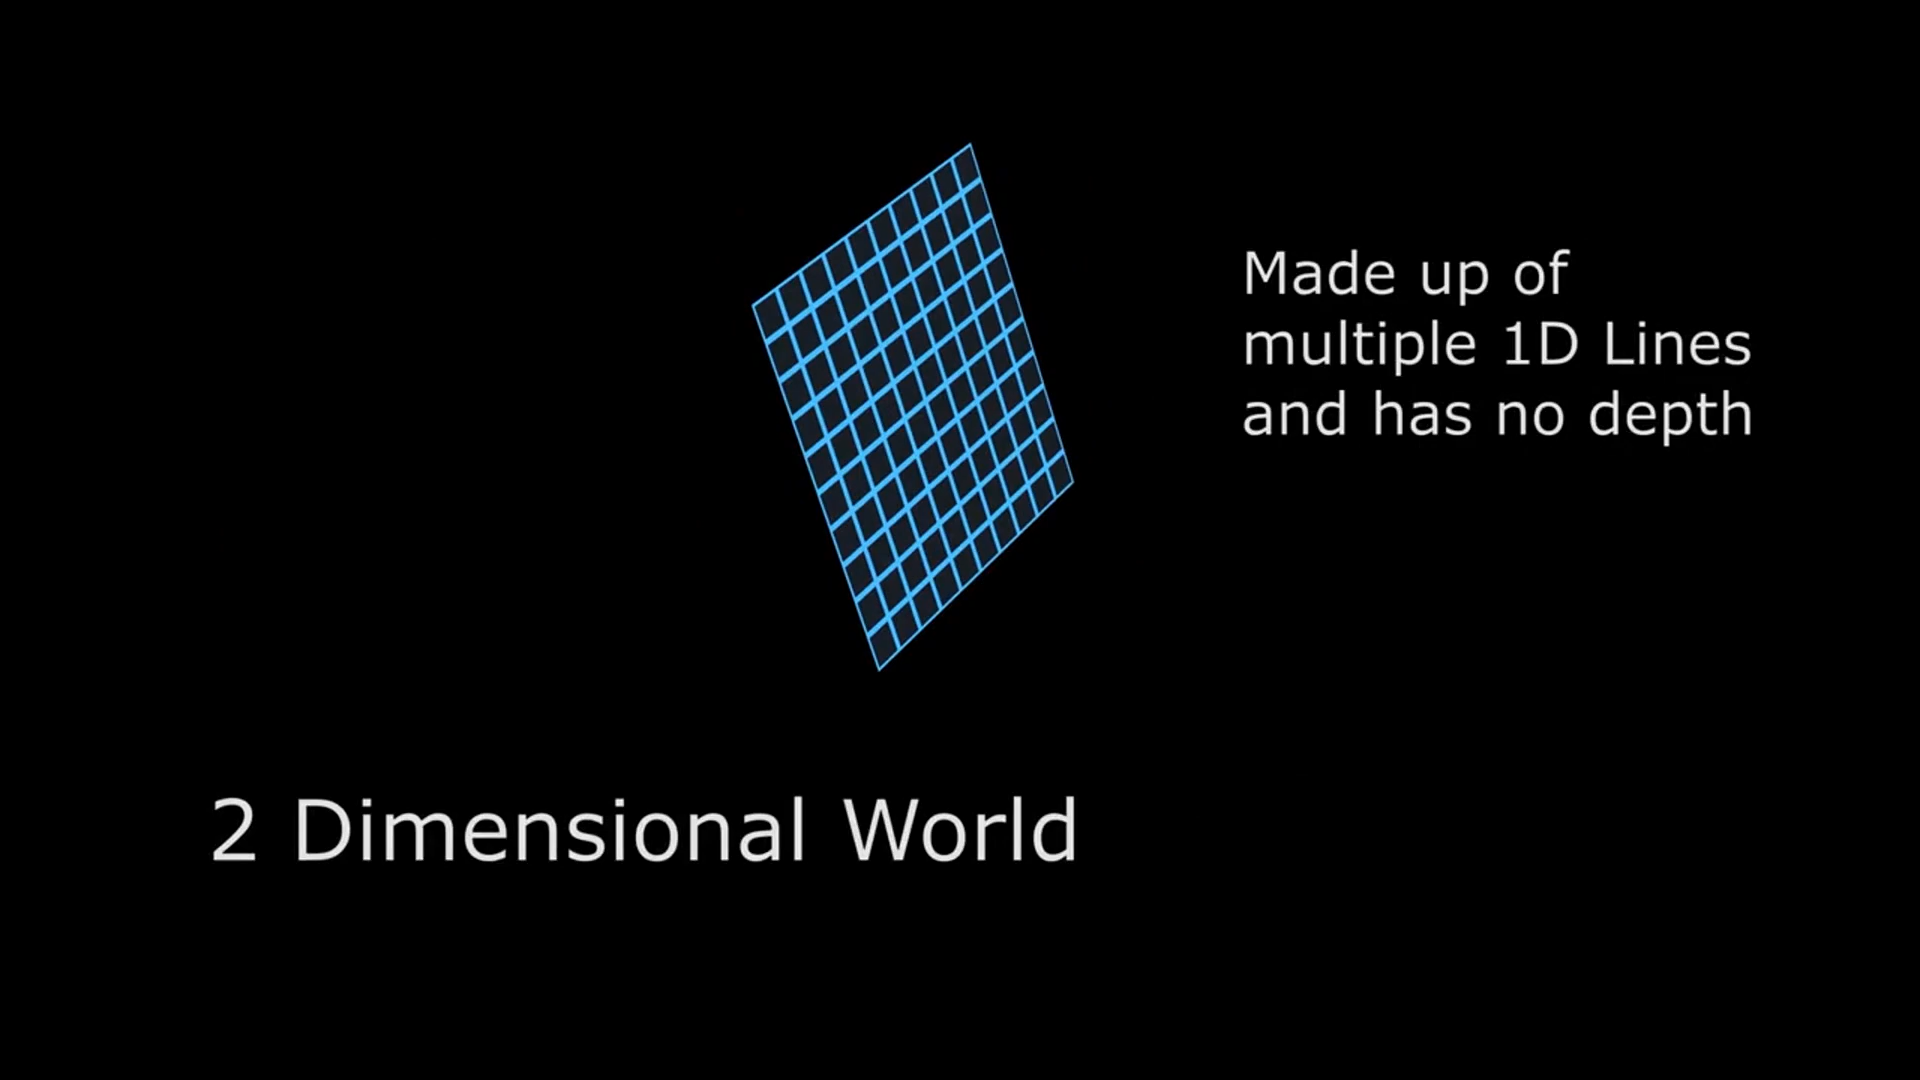 Made up of
multiple 1D Lines
and has no depth
2 Dimensional World